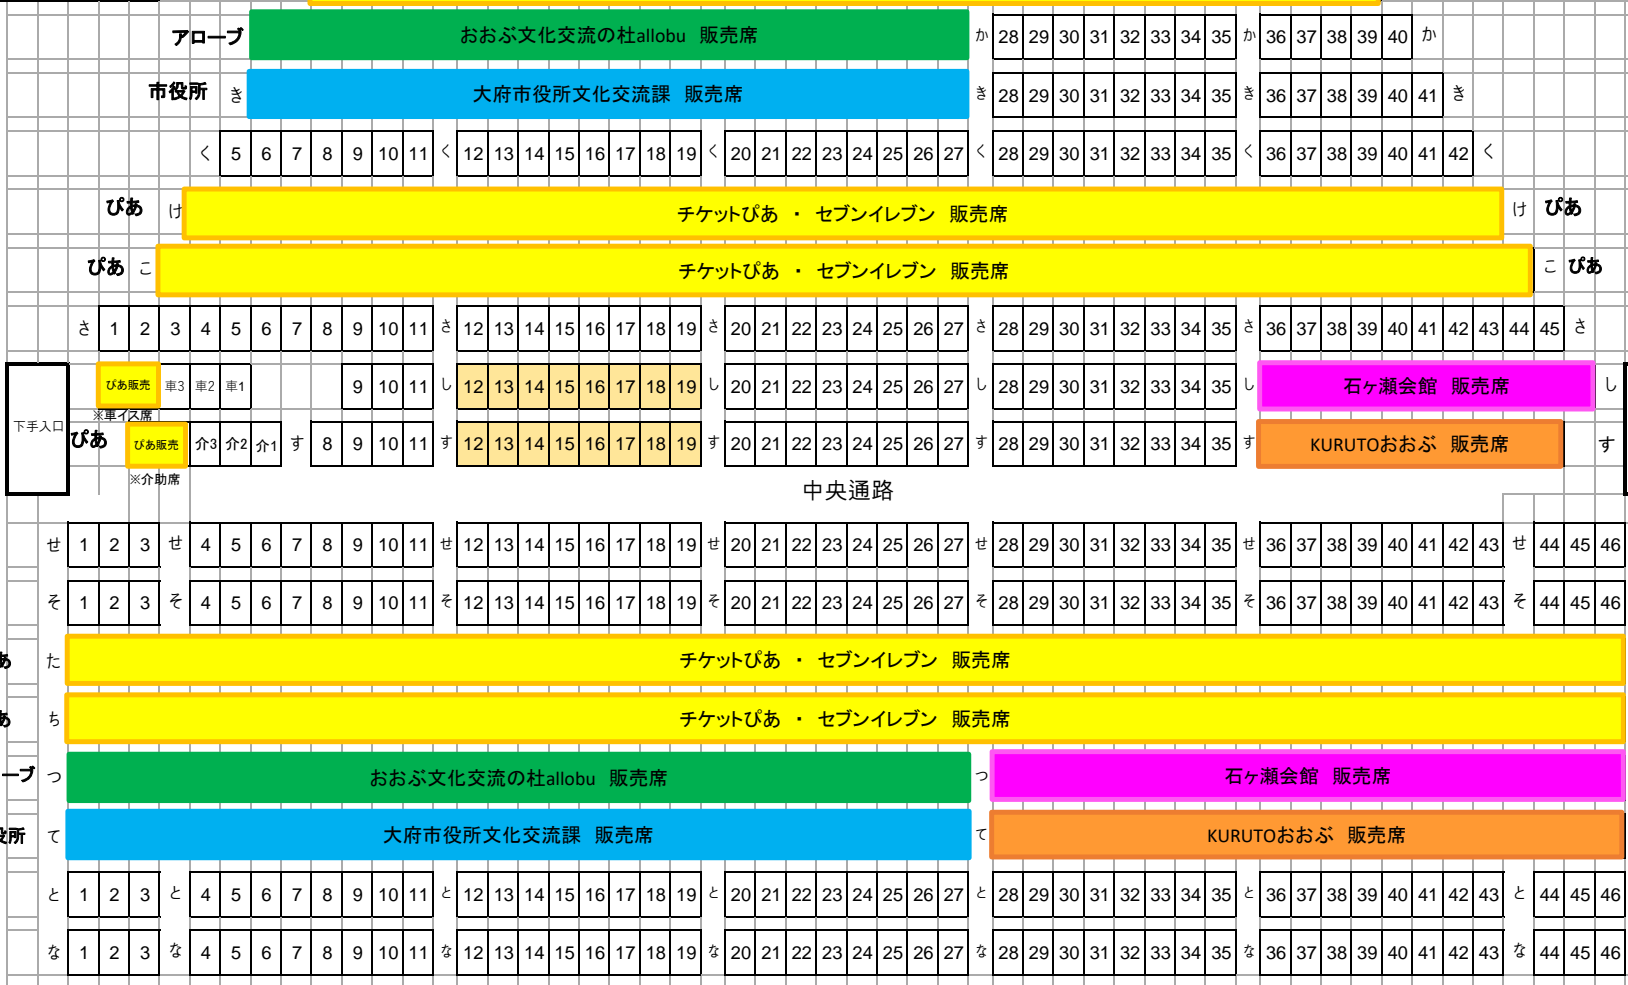 アローブ おおぶ文化交流の杜allobu 販売席 か 28 29 30 31 32 33 34 35 か 36 37 38 39 40 か
市役所 き 大府市役所文化交流課 販売席 き 28 29 30 31 32 33 34 35 き 36 37 38 39 40 41 き
く 5 6 7 8 9 10 11 く 12 13 14 15 16 17 18 19 く 20 21 22 23 24 25 26 27 く 28 29 30 31 32 33 34 35 く 36 37 38 39 40 41 42 く
ぴあ け チケットぴあ ・ セブンイレブン 販売席 け ぴあ
ぴあ こ チケットぴあ ・ セブンイレブン 販売席 こ ぴあ
さ 1 2 3 4 5 6 7 8 9 10 11 さ 12 13 14 15 16 17 18 19 さ 20 21 22 23 24 25 26 27 さ 28 29 30 31 32 33 34 35 さ 36 37 38 39 40 41 42 43 44 45 さ
ぴあ販売 車3 車2 車1 9 10 11 し 12 13 14 15 16 17 18 19 し 20 21 22 23 24 25 26 27 し 28 29 30 31 32 33 34 35 し 石ヶ瀬会館 販売席 し
※車イス席
下手入口
ぴあ ぴあ販売 介3 介2 介1 す 8 9 10 11 す 12 13 14 15 16 17 18 19 す 20 21 22 23 24 25 26 27 す 28 29 30 31 32 33 34 35 す KURUTOおおぶ 販売席 す
※介助席
中央通路
せ 1 2 3 せ 4 5 6 7 8 9 10 11 せ 12 13 14 15 16 17 18 19 せ 20 21 22 23 24 25 26 27 せ 28 29 30 31 32 33 34 35 せ 36 37 38 39 40 41 42 43 せ 44 45 46
そ 1 2 3 そ 4 5 6 7 8 9 10 11 そ 12 13 14 15 16 17 18 19 そ 20 21 22 23 24 25 26 27 そ 28 29 30 31 32 33 34 35 そ 36 37 38 39 40 41 42 43 そ 44 45 46
あ た チケットぴあ ・ セブンイレブン 販売席
あ ち チケットぴあ ・ セブンイレブン 販売席
ーブ つ おおぶ文化交流の杜allobu 販売席 つ 石ヶ瀬会館 販売席
役所 て 大府市役所文化交流課 販売席 て KURUTOおおぶ 販売席
と 1 2 3 と 4 5 6 7 8 9 10 11 と 12 13 14 15 16 17 18 19 と 20 21 22 23 24 25 26 27 と 28 29 30 31 32 33 34 35 と 36 37 38 39 40 41 42 43 と 44 45 46
な 1 2 3 な 4 5 6 7 8 9 10 11 な 12 13 14 15 16 17 18 19 な 20 21 22 23 24 25 26 27 な 28 29 30 31 32 33 34 35 な 36 37 38 39 40 41 42 43 な 44 45 46